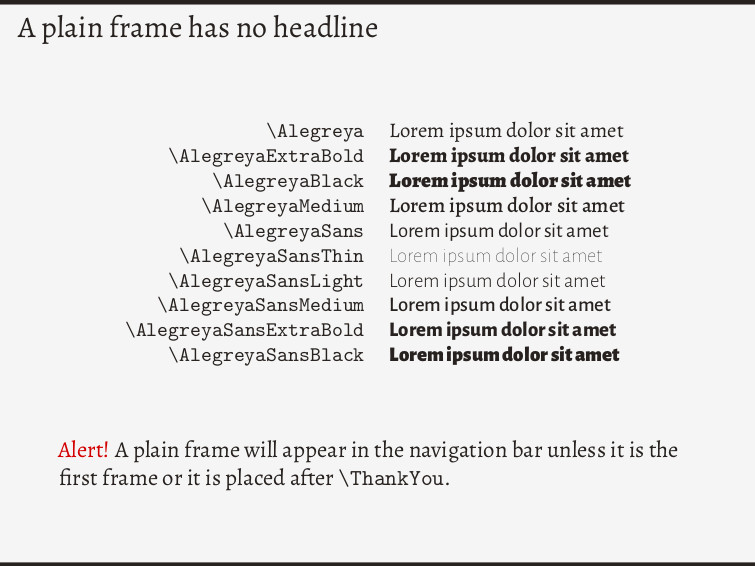 A plain frame has no headline
\Alegreya Lorem ipsum dolor sit amet
\AlegreyaExtraBold Lorem ipsum dolor sit amet
\AlegreyaBlack Lorem ipsum dolor sit amet
\AlegreyaMedium Lorem ipsum dolor sit amet
\AlegreyaSans Lorem ipsum dolor sit amet
\AlegreyaSansThin Lorem ipsum dolor sit amet
\AlegreyaSansLight Lorem ipsum dolor sit amet
\AlegreyaSansMedium Lorem ipsum dolor sit amet
\AlegreyaSansExtraBold Lorem ipsum dolor sit amet
\AlegreyaSansBlack Lorem ipsum dolor sit amet
Alert! A plain frame will appear in the navigation bar unless it is the
first frame or it is placed after \ThankYou.